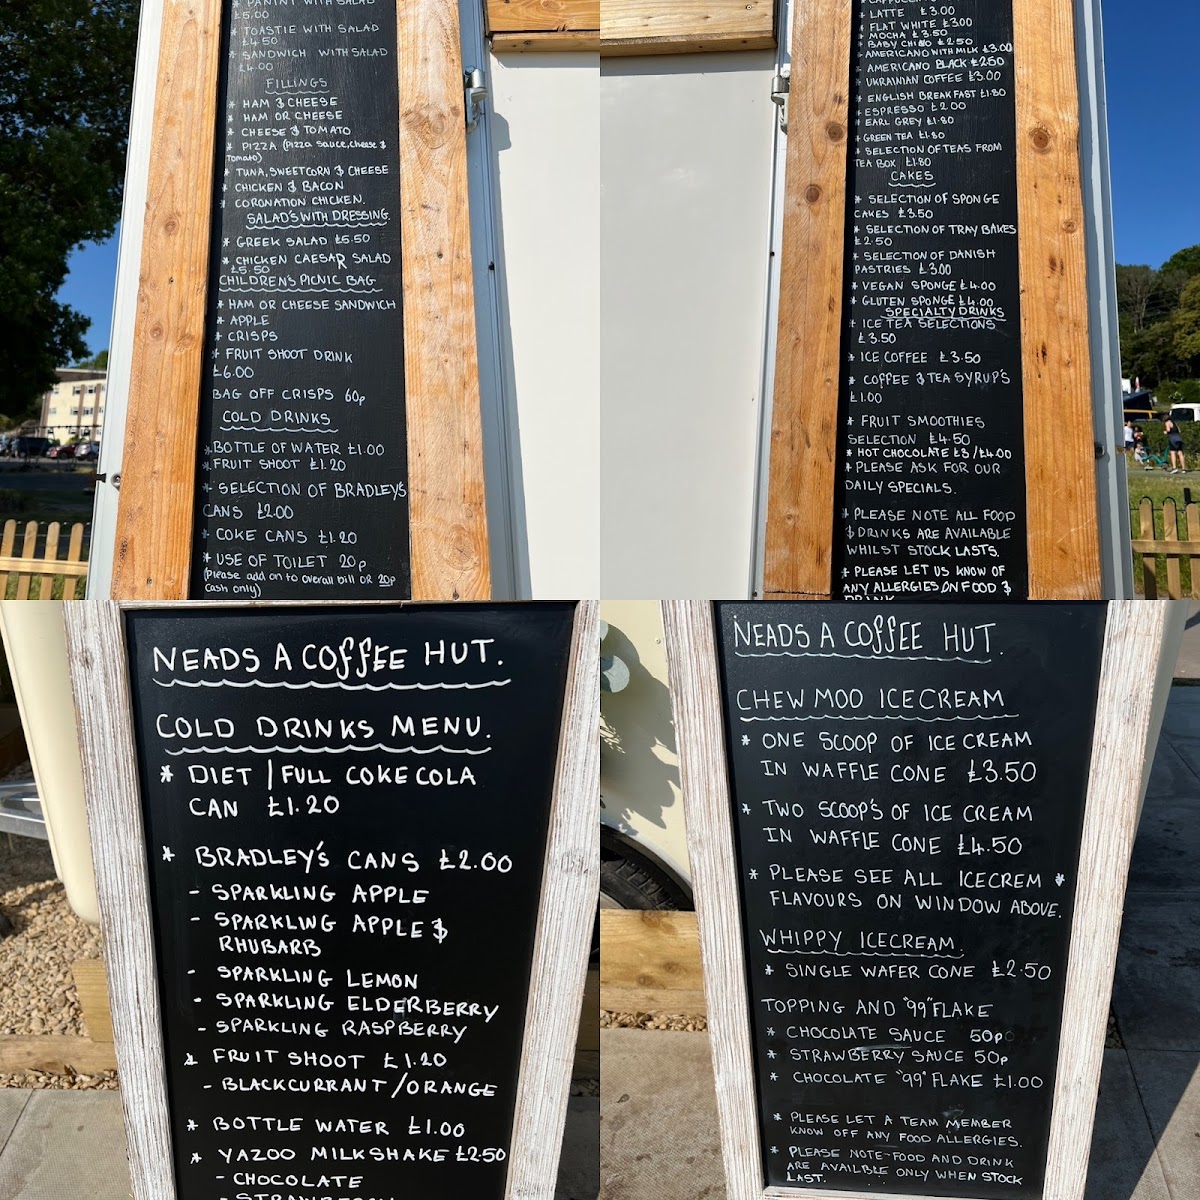 * PANINI WITH SALAD
£5.00
* TOASTIE WITH SALAD
£4.50
* SANDWICH WITH SALAD
£4.00
FILLINGS
* HAM & CHEESE
* HAM OR CHEESE
* CHEESE & TOMATO
* PIZZA (Pizza sauce, cheese &
Tomato)
* TUNA, SWEETCORN & CHEESE
* CHICKEN & BACON
* CORONATION CHICKEN.
SALAD'S WITH DRESSING.
* GREEK SALAD £5.50
* CHICKEN CAESAR SALAD
£5.50
CHILDREN'S PICNIC BAG
* HAM OR CHEESE SANDWICH
* APPLE
* CRISPS
* FRUIT SHOOT DRINK
£6.00
BAG OFF CRISPS 60p
COLD DRINKS
* BOTTLE OF WATER £1.00
* FRUIT SHOOT £1.20
* SELECTION OF BRADLEY'S
CANS £2.00
* COKE CANS £1.20
* USE OF TOILET 20p
(Please add on to overall bill OR 20p
Cash only)
* LATTE £3.00
* FLAT WHITE £3.00
* MOCHA £3.50
* BABY CHINO £2.50
* AMERICANO WITH MILK £3.00
* AMERICANO BLACK £2.50
* UKRAINIAN COFFEE £3.00
* ENGLISH BREAKFAST £1.80
* ESPRESSO £2.00
* EARL GREY £1.80
* GREEN TEA £1.80
* SELECTION OF TEAS FROM
TEA BOX £1.80
CAKES
* SELECTION OF SPONGE
CAKES £3.50
* SELECTION OF TRAY BAKES
£2.50
* SELECTION OF DANISH
PASTRIES £3.00
* VEGAN SPONGE £4.00
* GLUTEN SPONGE £4.00
SPECIALTY DRINKS
* ICE TEA SELECTIONS
£3.50
* ICE COFFEE £3.50
* COFFEE & TEA SYRUP'S
£1.00
* FRUIT SMOOTHIES
SELECTION £4.50
* HOT CHOCOLATE £3/£4.00
* PLEASE ASK FOR OUR
DAILY SPECIALS.
* PLEASE NOTE ALL FOOD
& DRINKS ARE AVAILABLE
WHILST STOCK LASTS.
* PLEASE LET US KNOW OF
ANY ALLERGIES ON FOOD &
DRINK
NEADS A COFFEE HUT.
COLD DRINKS MENU.
* DIET | FULL COKE COLA
CAN £1.20
* BRADLEY'S CANS £2.00
- SPARKLING APPLE
- SPARKLING APPLE &
RHUBARB
- SPARKLING LEMON
- SPARKLING ELDERBERRY
- SPARKLING RASPBERRY
* FRUIT SHOOT £1.20
- BLACKCURRANT/ORANGE
* BOTTLE WATER £1.00
* YAZOO MILKSHAKE £2.50
- CHOCOLATE
- STRAWBERRY
NEADS A COFFEE HUT.
CHEW MOO ICECREAM
* ONE SCOOP OF ICE CREAM
IN WAFFLE CONE £3.50
* TWO SCOOP'S OF ICE CREAM
IN WAFFLE CONE £4.50
* PLEASE SEE ALL ICECREM *
FLAVOURS ON WINDOW ABOVE.
WHIPPY ICECREAM.
* SINGLE WAFER CONE £2.50
TOPPING AND "99" FLAKE
* CHOCOLATE SAUCE 50p
* STRAWBERRY SAUCE 50p
* CHOCOLATE "99" FLAKE £1.00
* PLEASE LET A TEAM MEMBER
KNOW OFF ANY FOOD ALLERGIES.
* PLEASE NOTE-FOOD AND DRINK
ARE AVAILBLE ONLY WHEN STOCK
LAST.